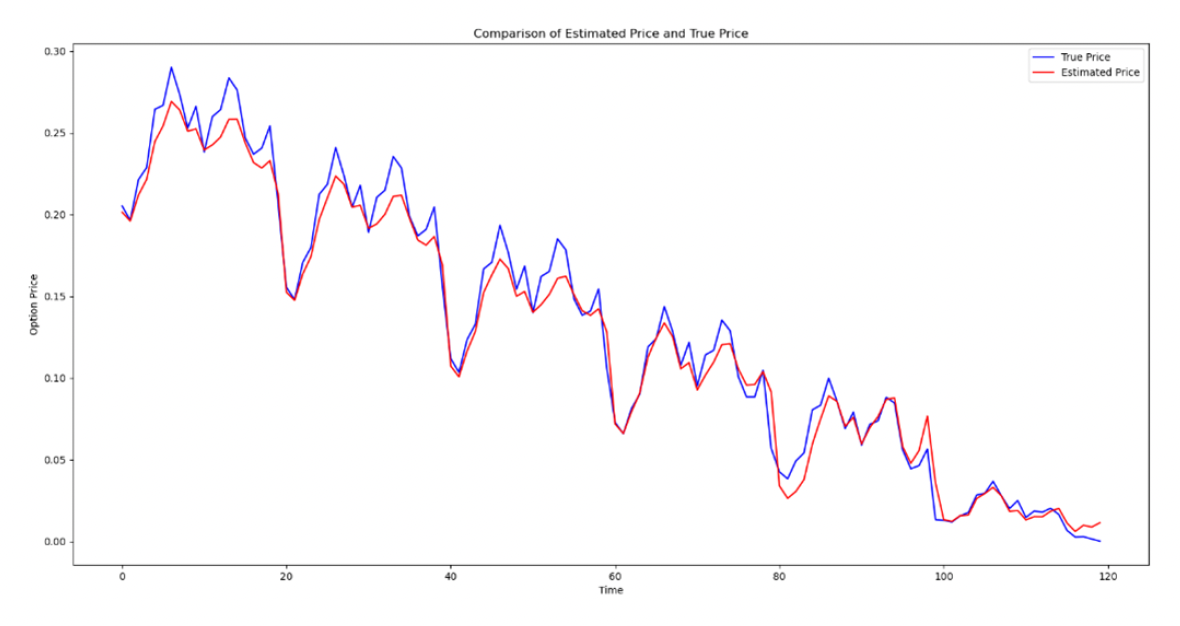 Comparison of Estimated Price and True Price
True Price
Estimated Price
Option Price
0.30
0.25
0.20
0.15
0.10
0.05
0.00
0 20 40 60 80 100 120
Time